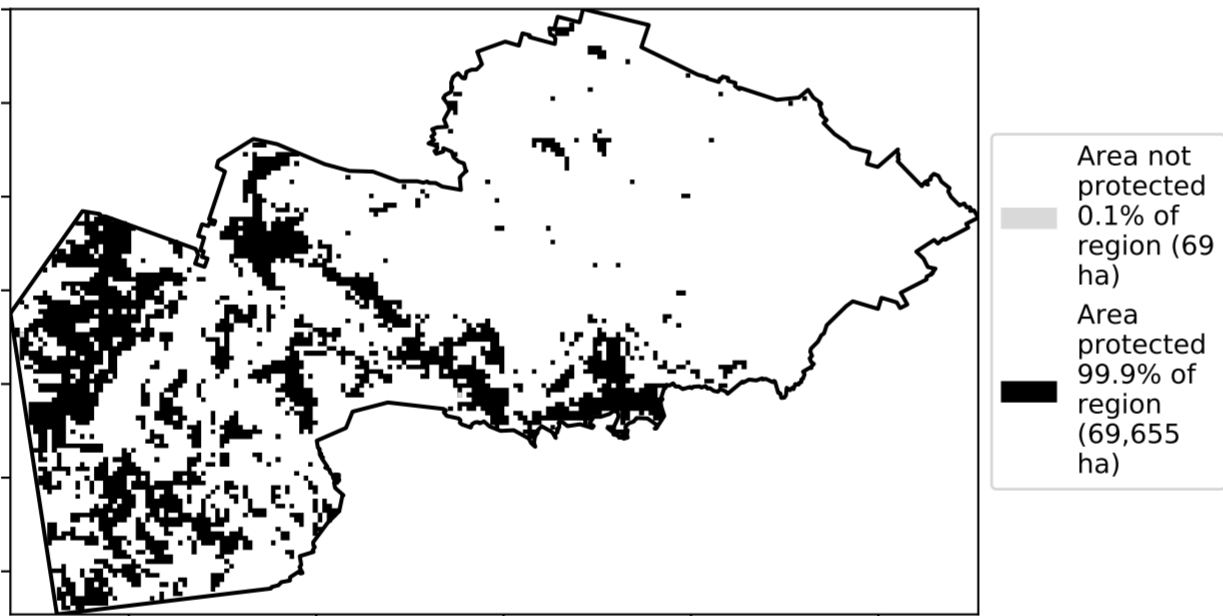 Area not
protected
0.1% of
region (69
ha)
Area
protected
99.9% of
region
(69,655
ha)